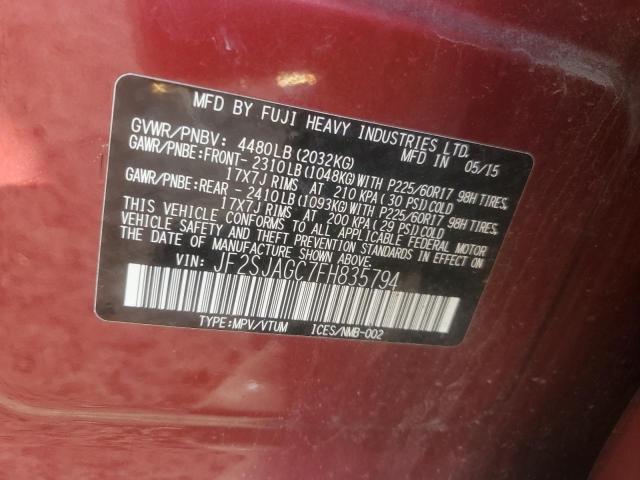 MFD BY FUJI HEAVY INDUSTRIES LTD.
MFD IN 05/15
GVWR/PNBV: 4480LB(2032KG)
GAWR/PNBE:FRONT- 2310LB(1048KG)WITH P225/60R17 98H TIRES,
17X7J RIMS AT 210 KPA(30 PSI)COLD
GAWR/PNBE:REAR - 2410LB(1093KG)WITH P225/60R17 98H TIRES,
17X7J RIMS AT 200 KPA(29 PSI)COLD
THIS VEHICLE CONFORMS TO ALL APPLICABLE FEDERAL MOTOR
VEHICLE SAFETY AND THEFT PREVENTION STANDARDS IN EFFECT ON
THE DATE OF MANUFACTURE SHOWN ABOVE.
VIN: JF2SJAGC7FH835794
TYPE:MPV/VTUM ICES/NMB-002